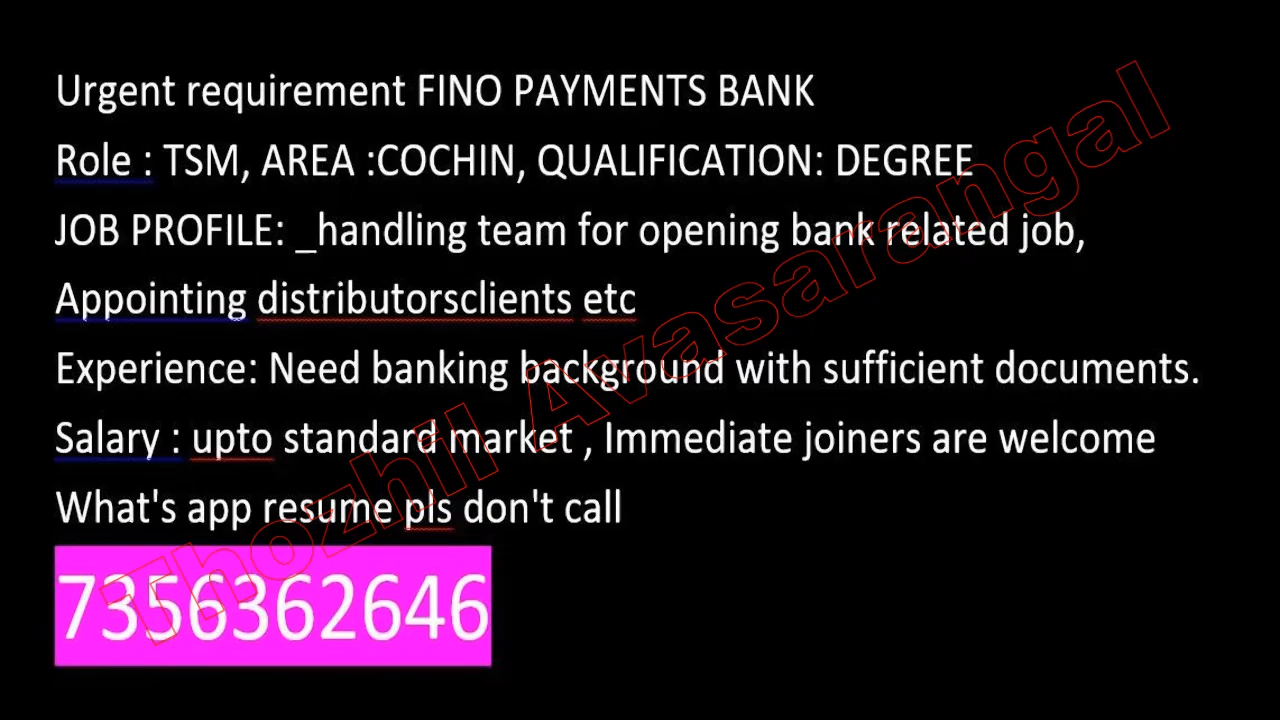 Urgent requirement FINO PAYMENTS BANK
Role : TSM, AREA :COCHIN, QUALIFICATION: DEGREE
JOB PROFILE: _handling team for opening bank related job,
Appointing distributorsclients etc
Experience: Need banking background with sufficient documents.
Salary : upto standard market , Immediate joiners are welcome
What's app resume pls don't call
7356362646
Thozhil Avasarangal